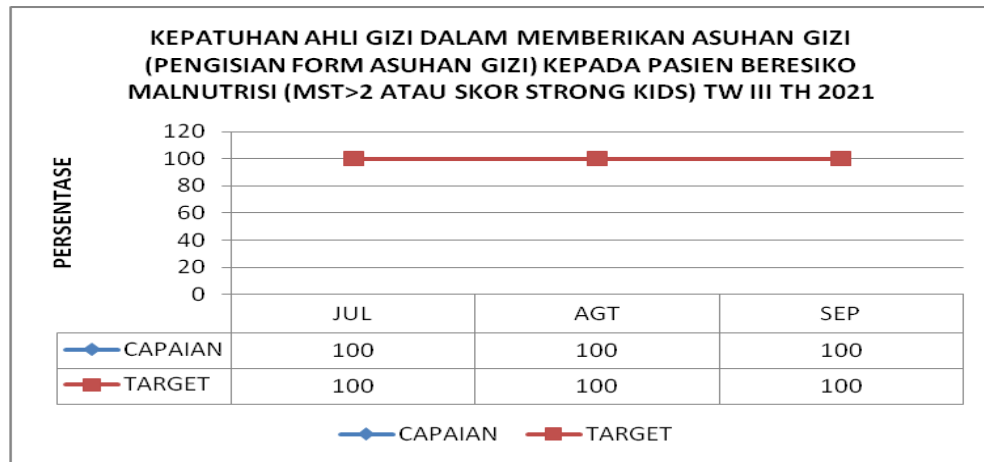 KEPATUHAN AHLI GIZI DALAM MEMBERIKAN ASUHAN GIZI
(PENGISIAN FORM ASUHAN GIZI) KEPADA PASIEN BERESIKO
MALNUTRISI (MST>2 ATAU SKOR STRONG KIDS) TW III TH 2021
PERSENTASE
120
100
80
60
40
20
0
JUL AGT SEP
CAPAIAN 100 100 100
TARGET 100 100 100
CAPAIAN TARGET